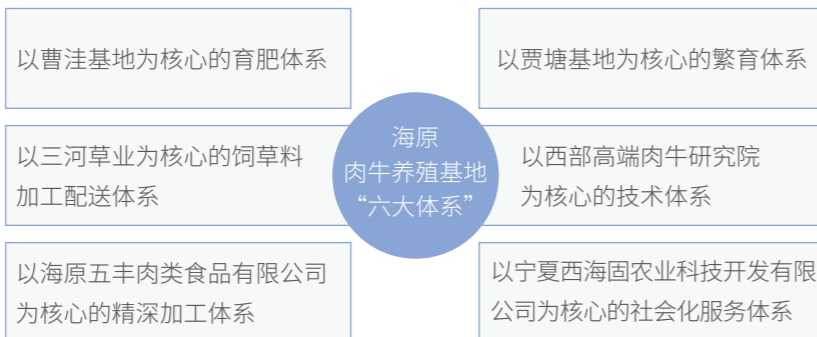 以曹洼基地为核心的育肥体系
以贾塘基地为核心的繁育体系
以三河草业为核心的饲草料
加工配送体系
海原
肉牛养殖基地
“六大体系”
以西部高端肉牛研究院
为核心的技术体系
以海原五丰肉类食品有限公司
为核心的精深加工体系
以宁夏西海固农业科技开发有限
公司为核心的社会化服务体系